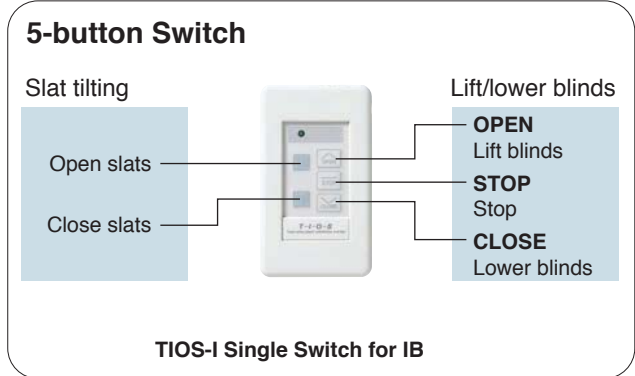 5-button Switch
Slat tilting
Open slats
Close slats
Lift/lower blinds
OPEN
Lift blinds
STOP
Stop
CLOSE
Lower blinds
T-I-O-S
TIOS-I Single Switch for IB